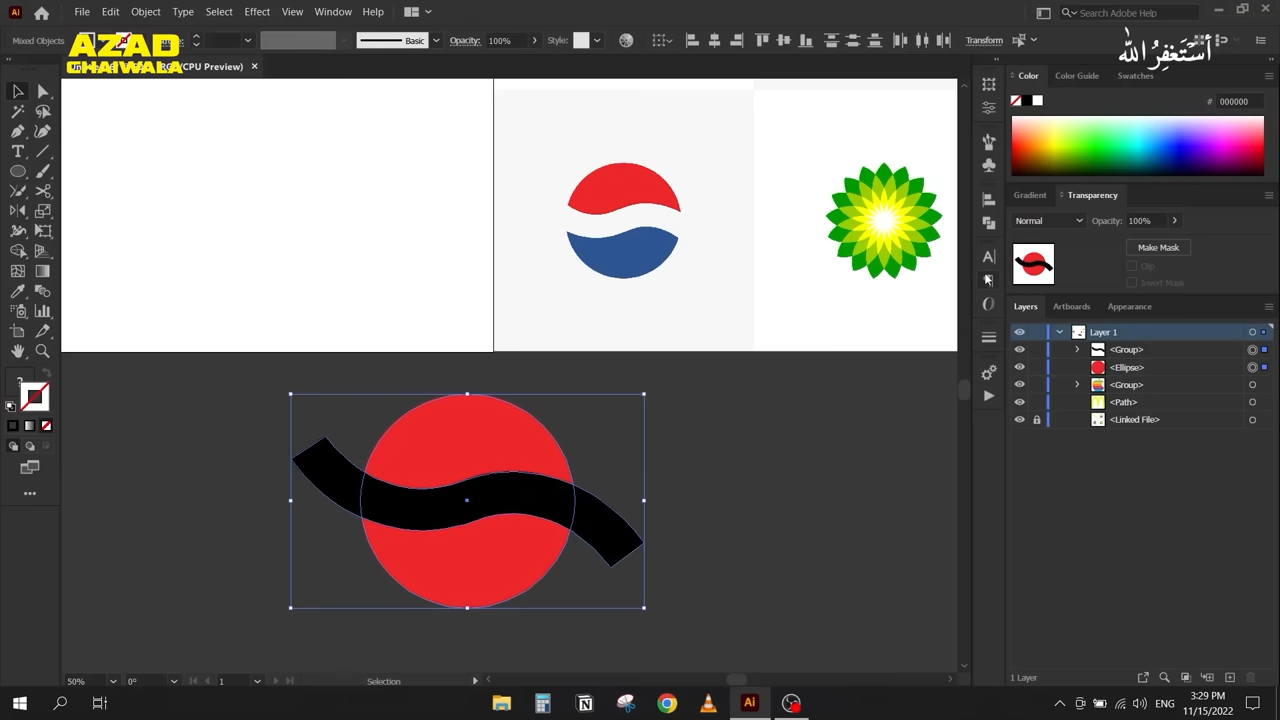 Ai
File Edit Object Type Select Effect View Window Help
Search Adobe Help
AZAD
CHAIWALA
أستغفر الله
Mixed Objects
Basic
Opacity: 100%
Style:
Transform
CPU Preview)
Color Color Guide Swatches
# 000000
Gradient Transparency
Normal Opacity: 100%
Make Mask
Clip
Invert Mask
Layers Artboards Appearance
Layer 1
<Group>
<Ellipse>
<Group>
<Path>
<Linked File>
50% 0° 1 Selection
1 Layer
Ai
ENG
3:29 PM
11/15/2022